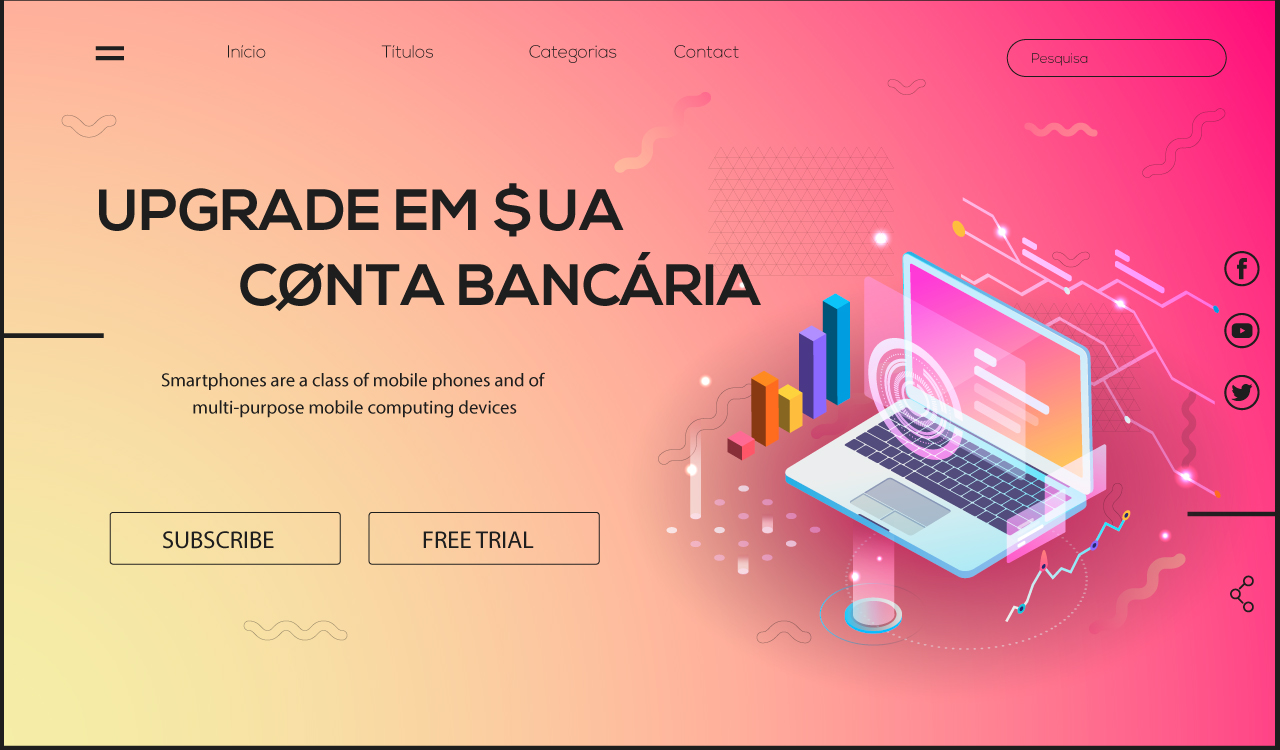 Início
Títulos
Categorias
Contact
Pesquisa
UPGRADE EM $UA
CØNTA BANCÁRIA
Smartphones are a class of mobile phones and of
multi-purpose mobile computing devices
SUBSCRIBE
FREE TRIAL